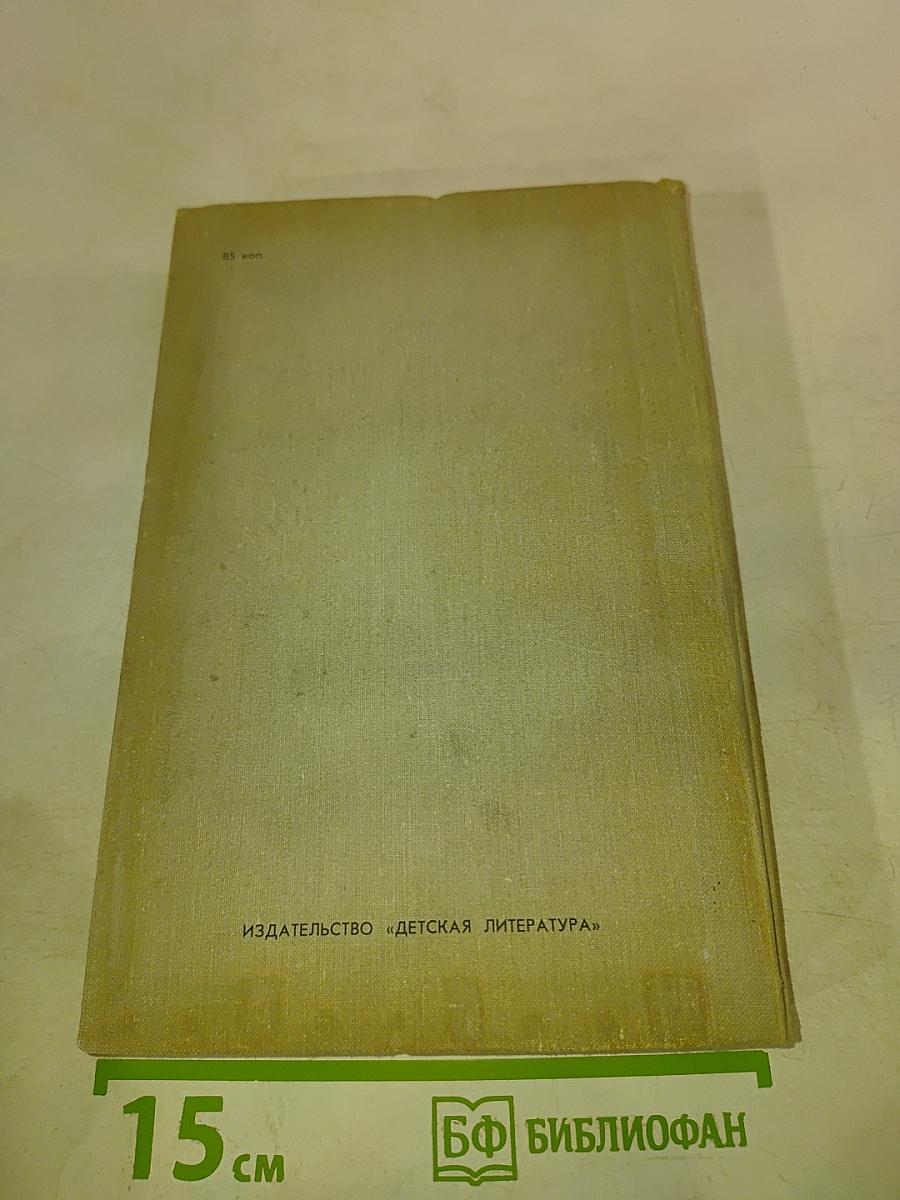 85 коп.
ИЗДАТЕЛЬСТВО «ДЕТСКАЯ ЛИТЕРАТУРА»
15 см
БФ БИБЛИОФАН